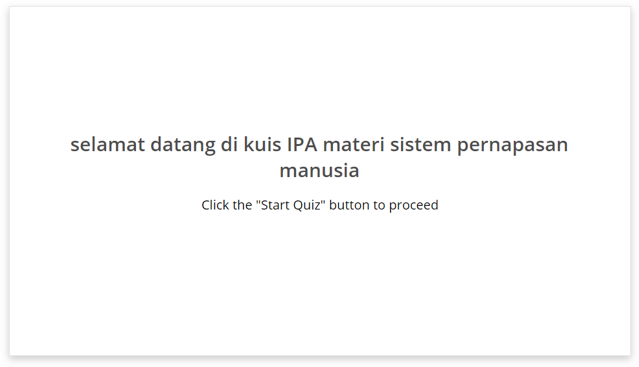 selamat datang di kuis IPA materi sistem pernapasan
manusia
Click the "Start Quiz" button to proceed